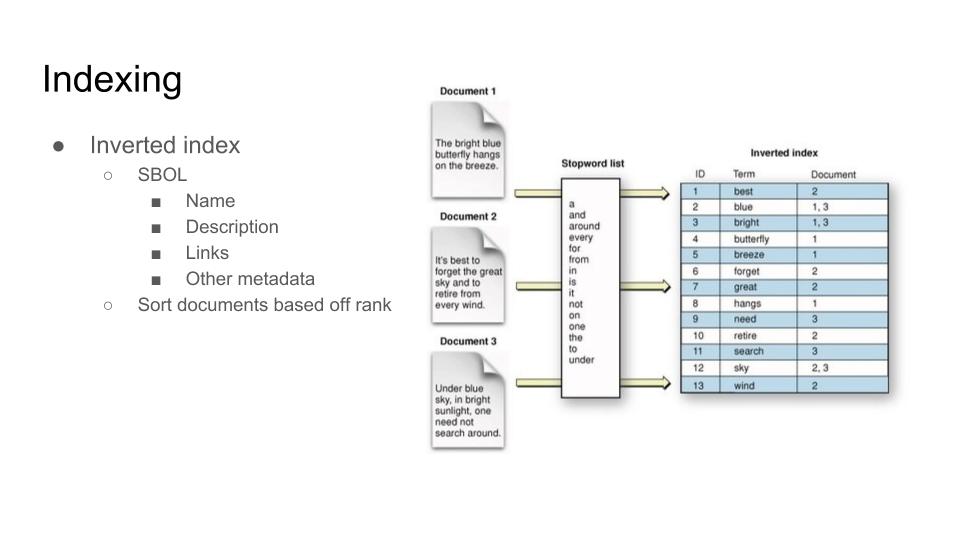 Indexing
● Inverted index
○ SBOL
■ Name
■ Description
■ Links
■ Other metadata
○ Sort documents based off rank
Document 1
The bright blue
butterfly hangs
on the breeze.
Document 2
It's best to
forget the great
sky and to
retire from
every wind.
Document 3
Under blue
sky, in bright
sunlight, one
need not
search around.
Stopword list
a
and
around
every
for
from
in
is
it
not
on
one
the
to
under
Inverted index
ID Term Document
1 best 2
2 blue 1, 3
3 bright 1, 3
4 butterfly 1
5 breeze 1
6 forget 2
7 great 2
8 hangs 1
9 need 3
10 retire 2
11 search 3
12 sky 2, 3
13 wind 2